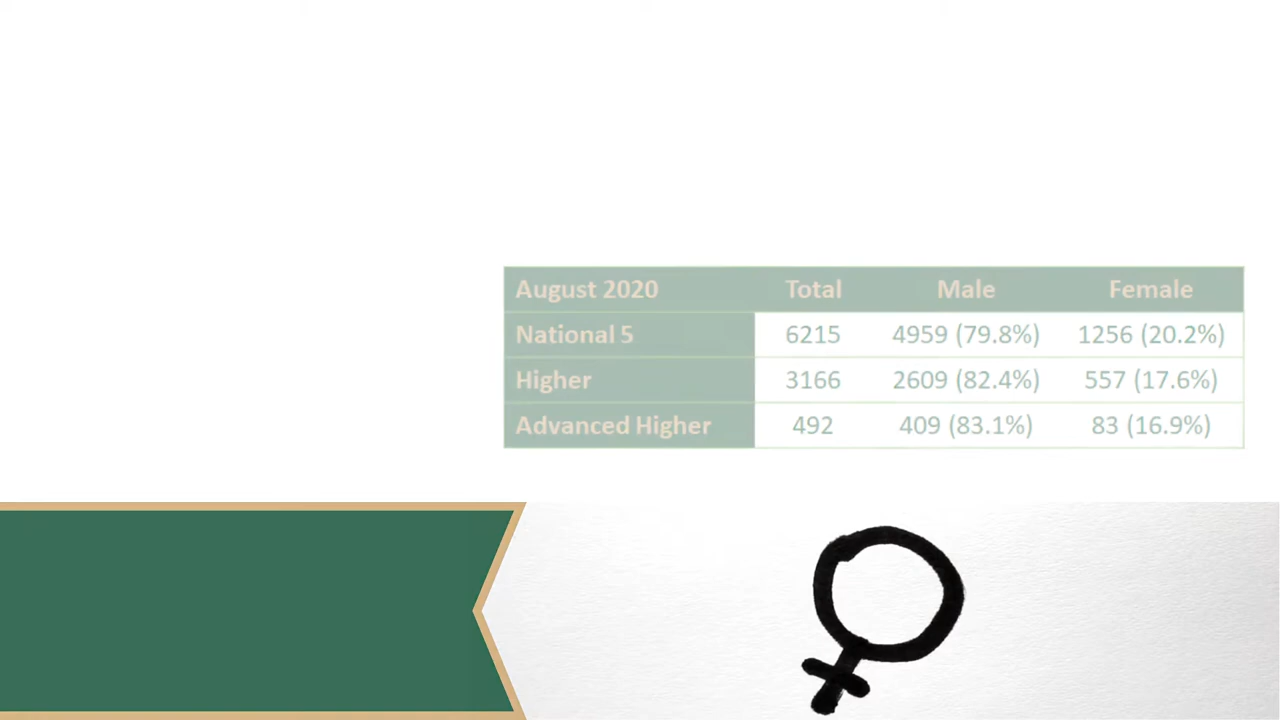 August 2020 Total Male Female
National 5 6215 4959 (79.8%) 1256 (20.2%)
Higher 3166 2609 (82.4%) 557 (17.6%)
Advanced Higher 492 409 (83.1%) 83 (16.9%)